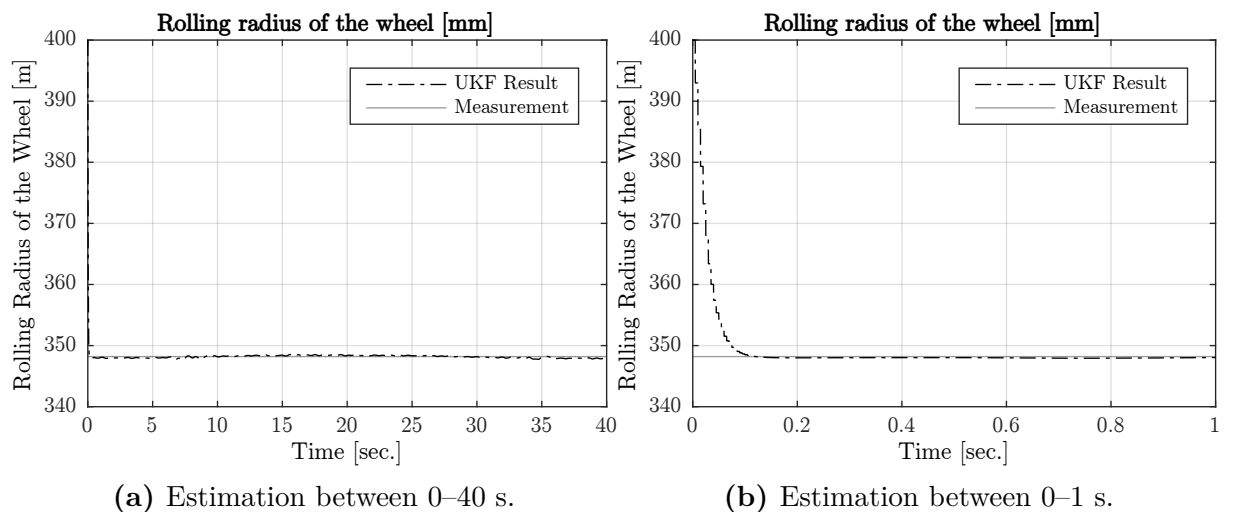 Rolling radius of the wheel [mm]
Rolling Radius of the Wheel [m]
400
390
380
370
360
350
340
UKF Result
Measurement
0 5 10 15 20 25 30 35 40
Time [sec.]
(a) Estimation between 0–40 s.
Rolling radius of the wheel [mm]
Rolling Radius of the Wheel [m]
400
390
380
370
360
350
340
UKF Result
Measurement
0 0.2 0.4 0.6 0.8 1
Time [sec.]
(b) Estimation between 0–1 s.